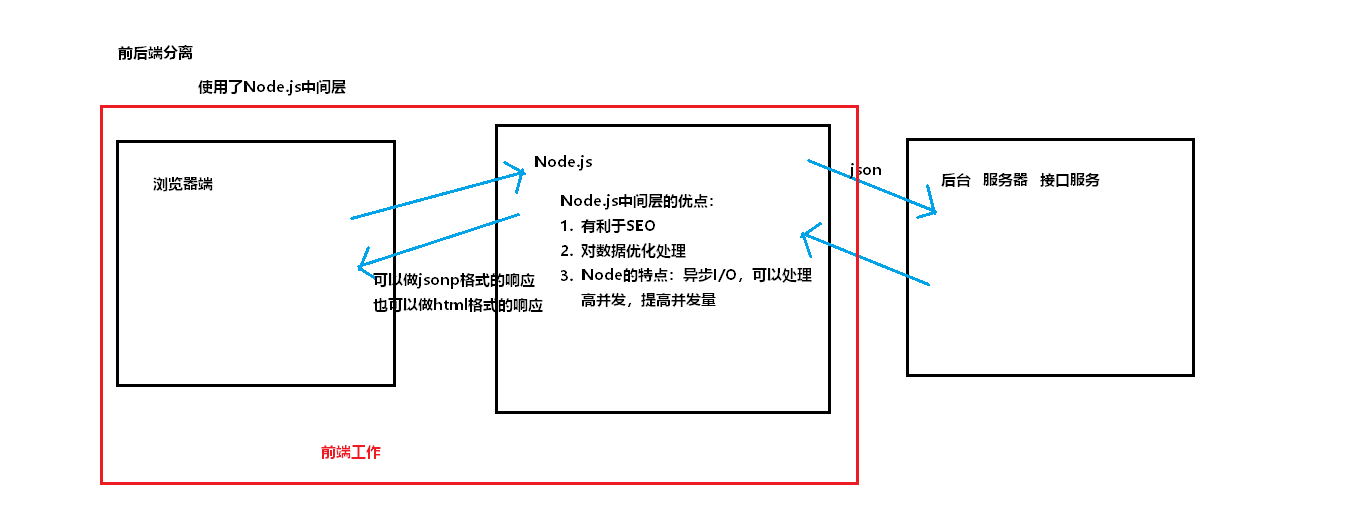 前后端分离
使用了Node.js中间层
浏览器端
可以做jsonp格式的响应
也可以做html格式的响应
Node.js
Node.js中间层的优点：
1. 有利于SEO
2. 对数据优化处理
3. Node的特点：异步I/O，可以处理
高并发，提高并发量
json
后台 服务器 接口服务
前端工作